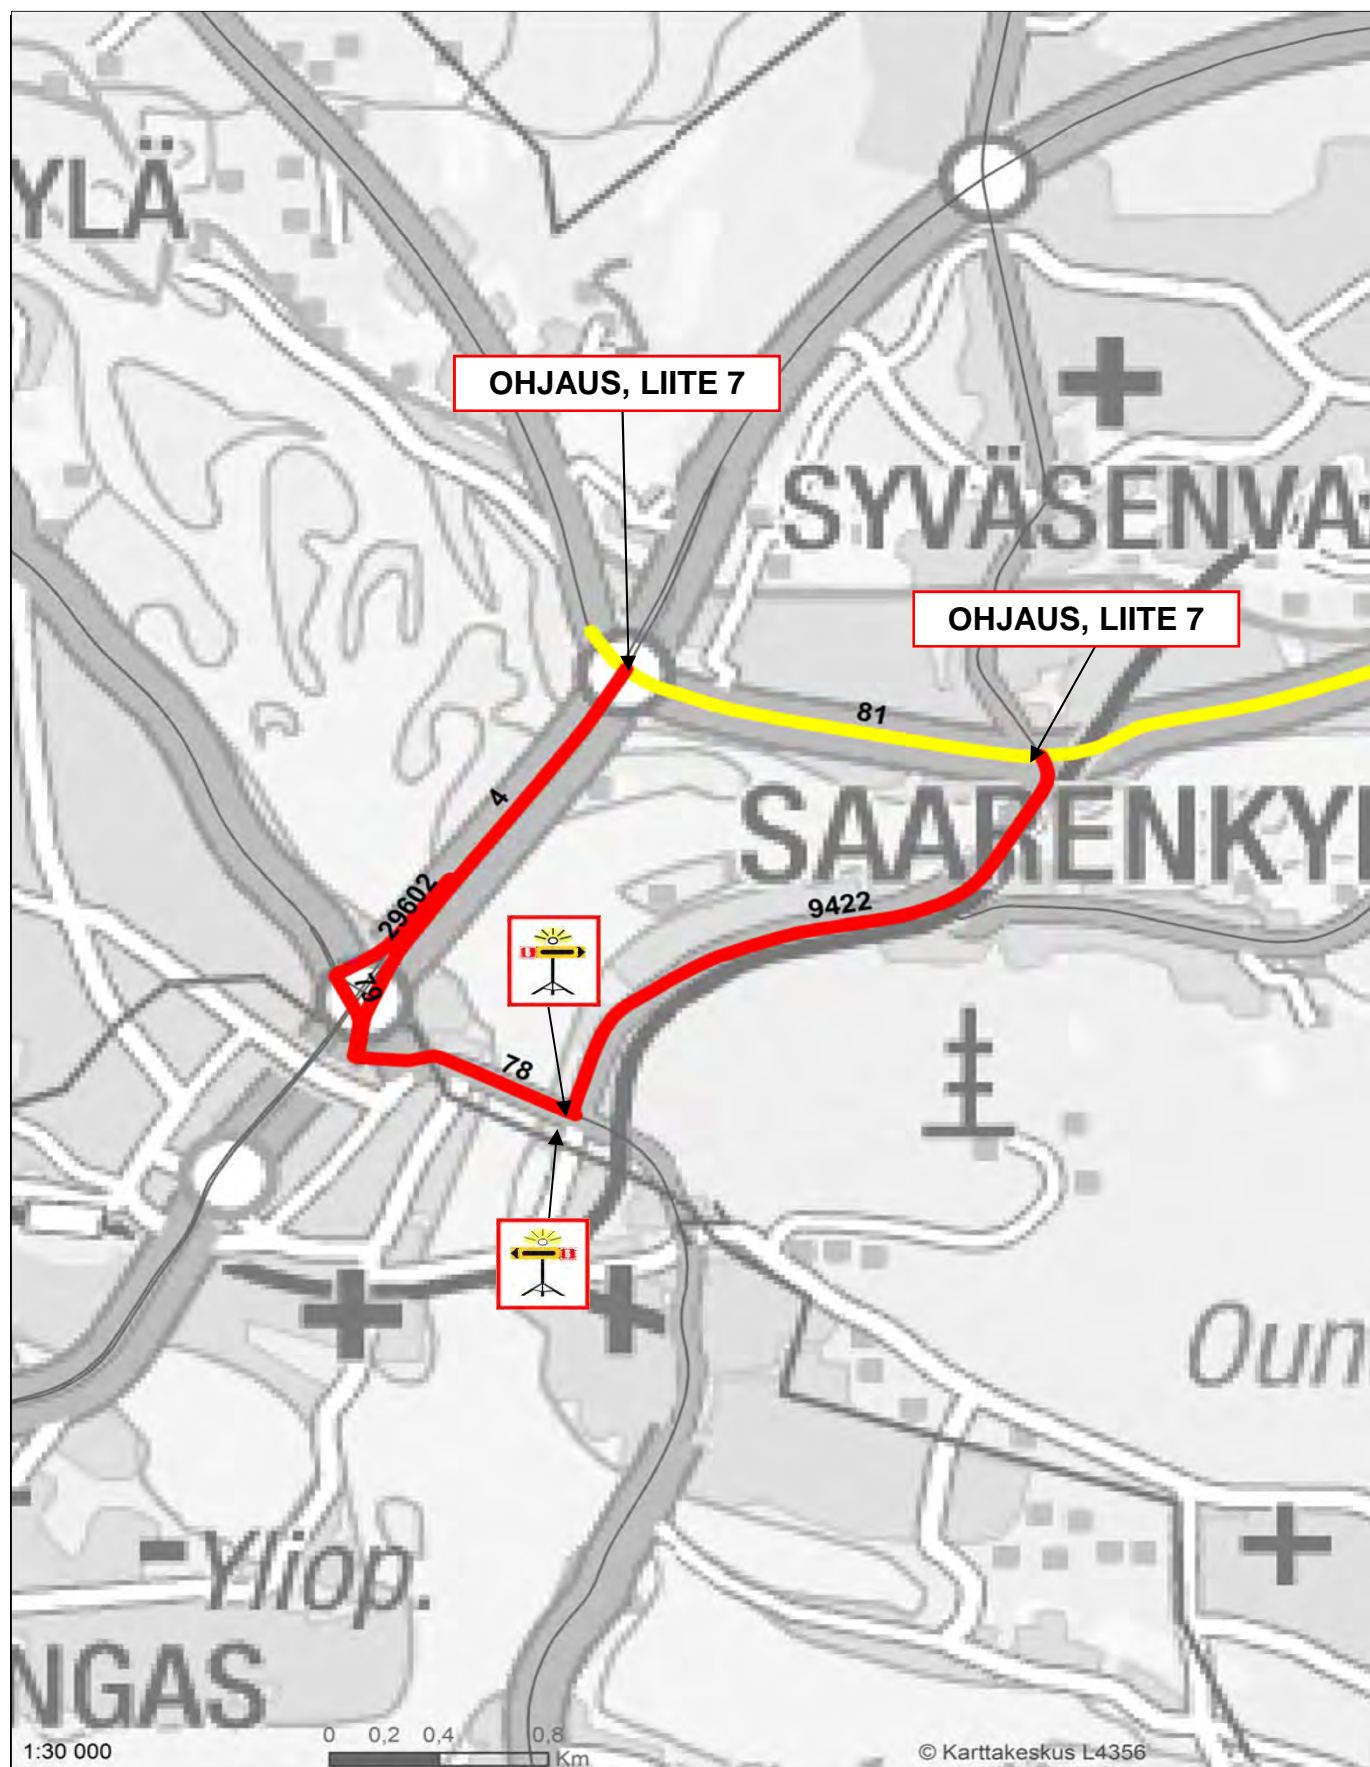 YLÄ
OHJAUS, LIITE 7
SYVÄSENVA
OHJAUS, LIITE 7
81
4
SAARENKYL
29602
9422
79
78
Oun
Yliop.
NGAS
0 0,2 0,4 0,8
1:30 000
Km
© Karttakeskus L4356